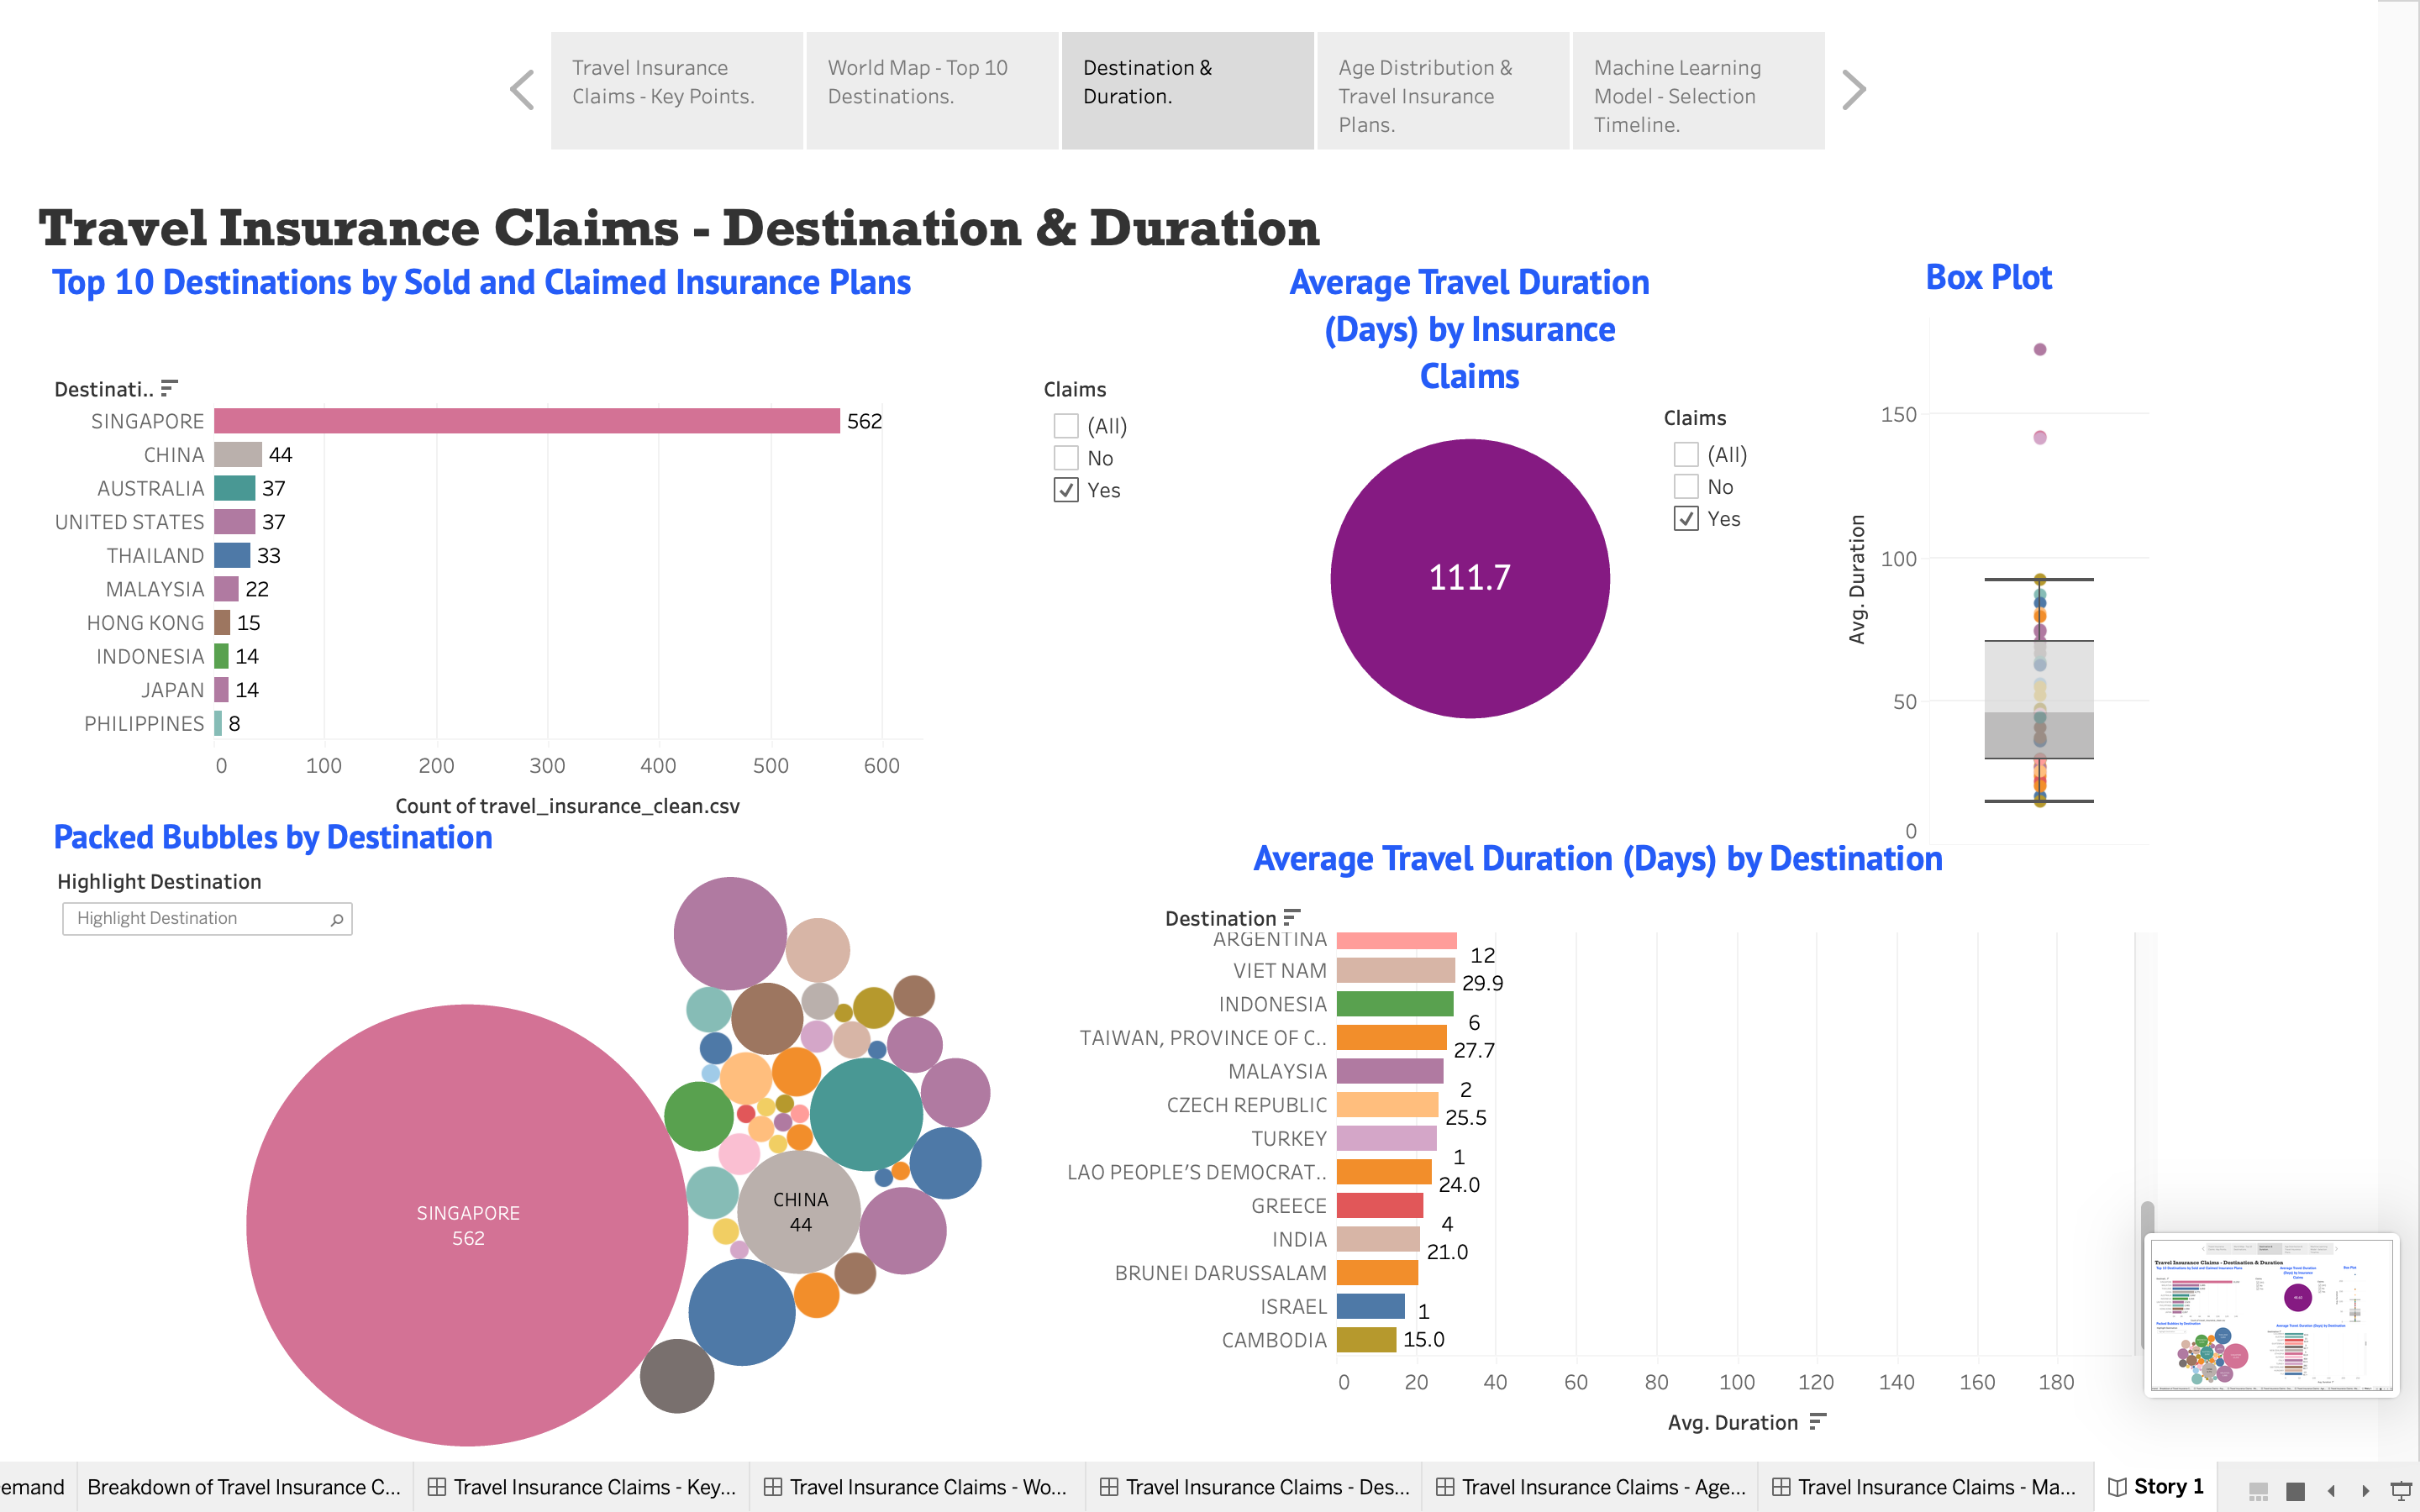 Travel Insurance
Claims - Key Points.
World Map - Top 10
Destinations.
Destination &
Duration.
Age Distribution &
Travel Insurance
Plans.
Machine Learning
Model - Selection
Timeline.
Travel Insurance Claims - Destination & Duration
Top 10 Destinations by Sold and Claimed Insurance Plans
Destinati..
SINGAPORE 562
CHINA 44
AUSTRALIA 37
UNITED STATES 37
THAILAND 33
MALAYSIA 22
HONG KONG 15
INDONESIA 14
JAPAN 14
PHILIPPINES 8
0 100 200 300 400 500 600
Count of travel_insurance_clean.csv
Claims
(All)
No
Yes
Average Travel Duration
(Days) by Insurance
Claims
111.7
Claims
(All)
No
Yes
Box Plot
Avg. Duration
150
100
50
0
Packed Bubbles by Destination
Highlight Destination
Highlight Destination
SINGAPORE
562
CHINA
44
Average Travel Duration (Days) by Destination
Destination
ARGENTINA
12
VIET NAM
29.9
INDONESIA
6
TAIWAN, PROVINCE OF C..
27.7
MALAYSIA
2
CZECH REPUBLIC
25.5
TURKEY
1
LAO PEOPLE'S DEMOCRAT..
24.0
GREECE
4
INDIA
21.0
BRUNEI DARUSSALAM
ISRAEL 1
CAMBODIA 15.0
0 20 40 60 80 100 120 140 160 180
Avg. Duration
Travel Insurance Claims - Destination & Duration
emand
Breakdown of Travel Insurance C...
Travel Insurance Claims - Key...
Travel Insurance Claims - Wo...
Travel Insurance Claims - Des...
Travel Insurance Claims - Age...
Travel Insurance Claims - Ma...
Story 1